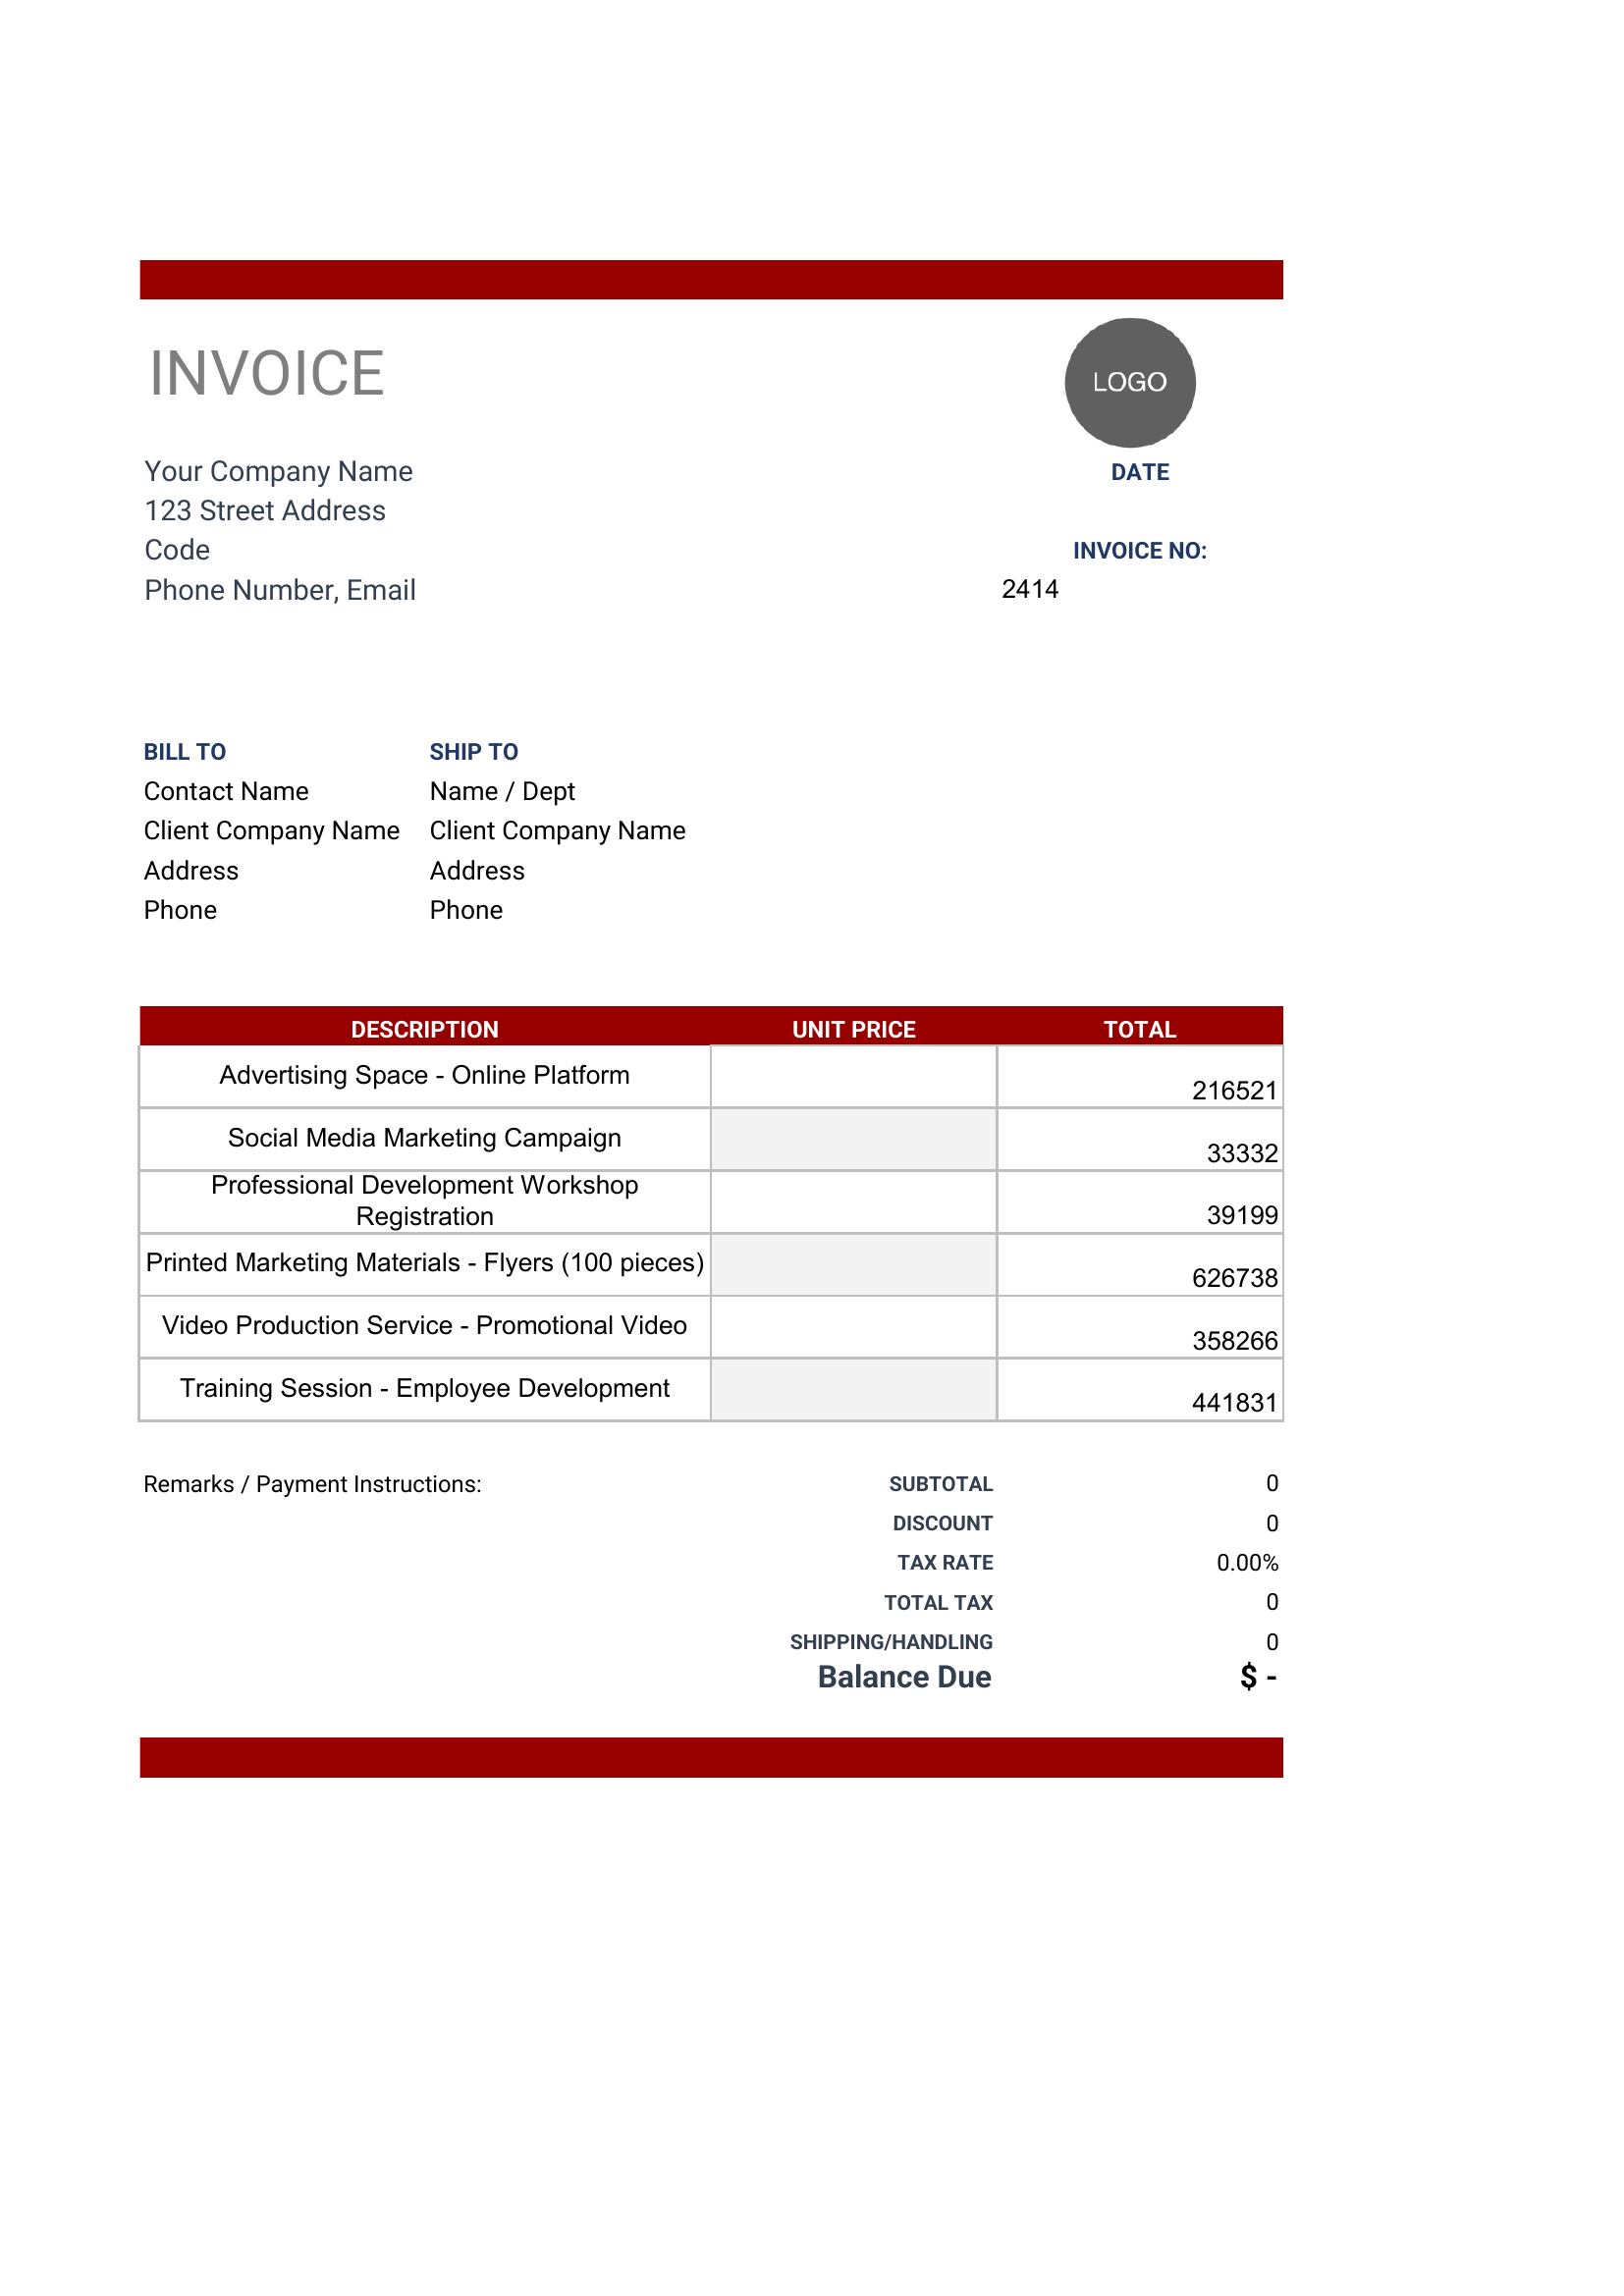 INVOICE
LOGO
Your Company Name
DATE
123 Street Address
Code
INVOICE NO:
Phone Number, Email
2414
BILL TO
SHIP TO
Contact Name
Name / Dept
Client Company Name
Client Company Name
Address
Address
Phone
Phone
DESCRIPTION UNIT PRICE TOTAL
Advertising Space - Online Platform 216521
Social Media Marketing Campaign 33332
Professional Development Workshop
Registration 39199
Printed Marketing Materials - Flyers (100 pieces) 626738
Video Production Service - Promotional Video 358266
Training Session - Employee Development 441831
Remarks / Payment Instructions:
SUBTOTAL 0
DISCOUNT 0
TAX RATE 0.00%
TOTAL TAX 0
SHIPPING/HANDLING 0
Balance Due $ -